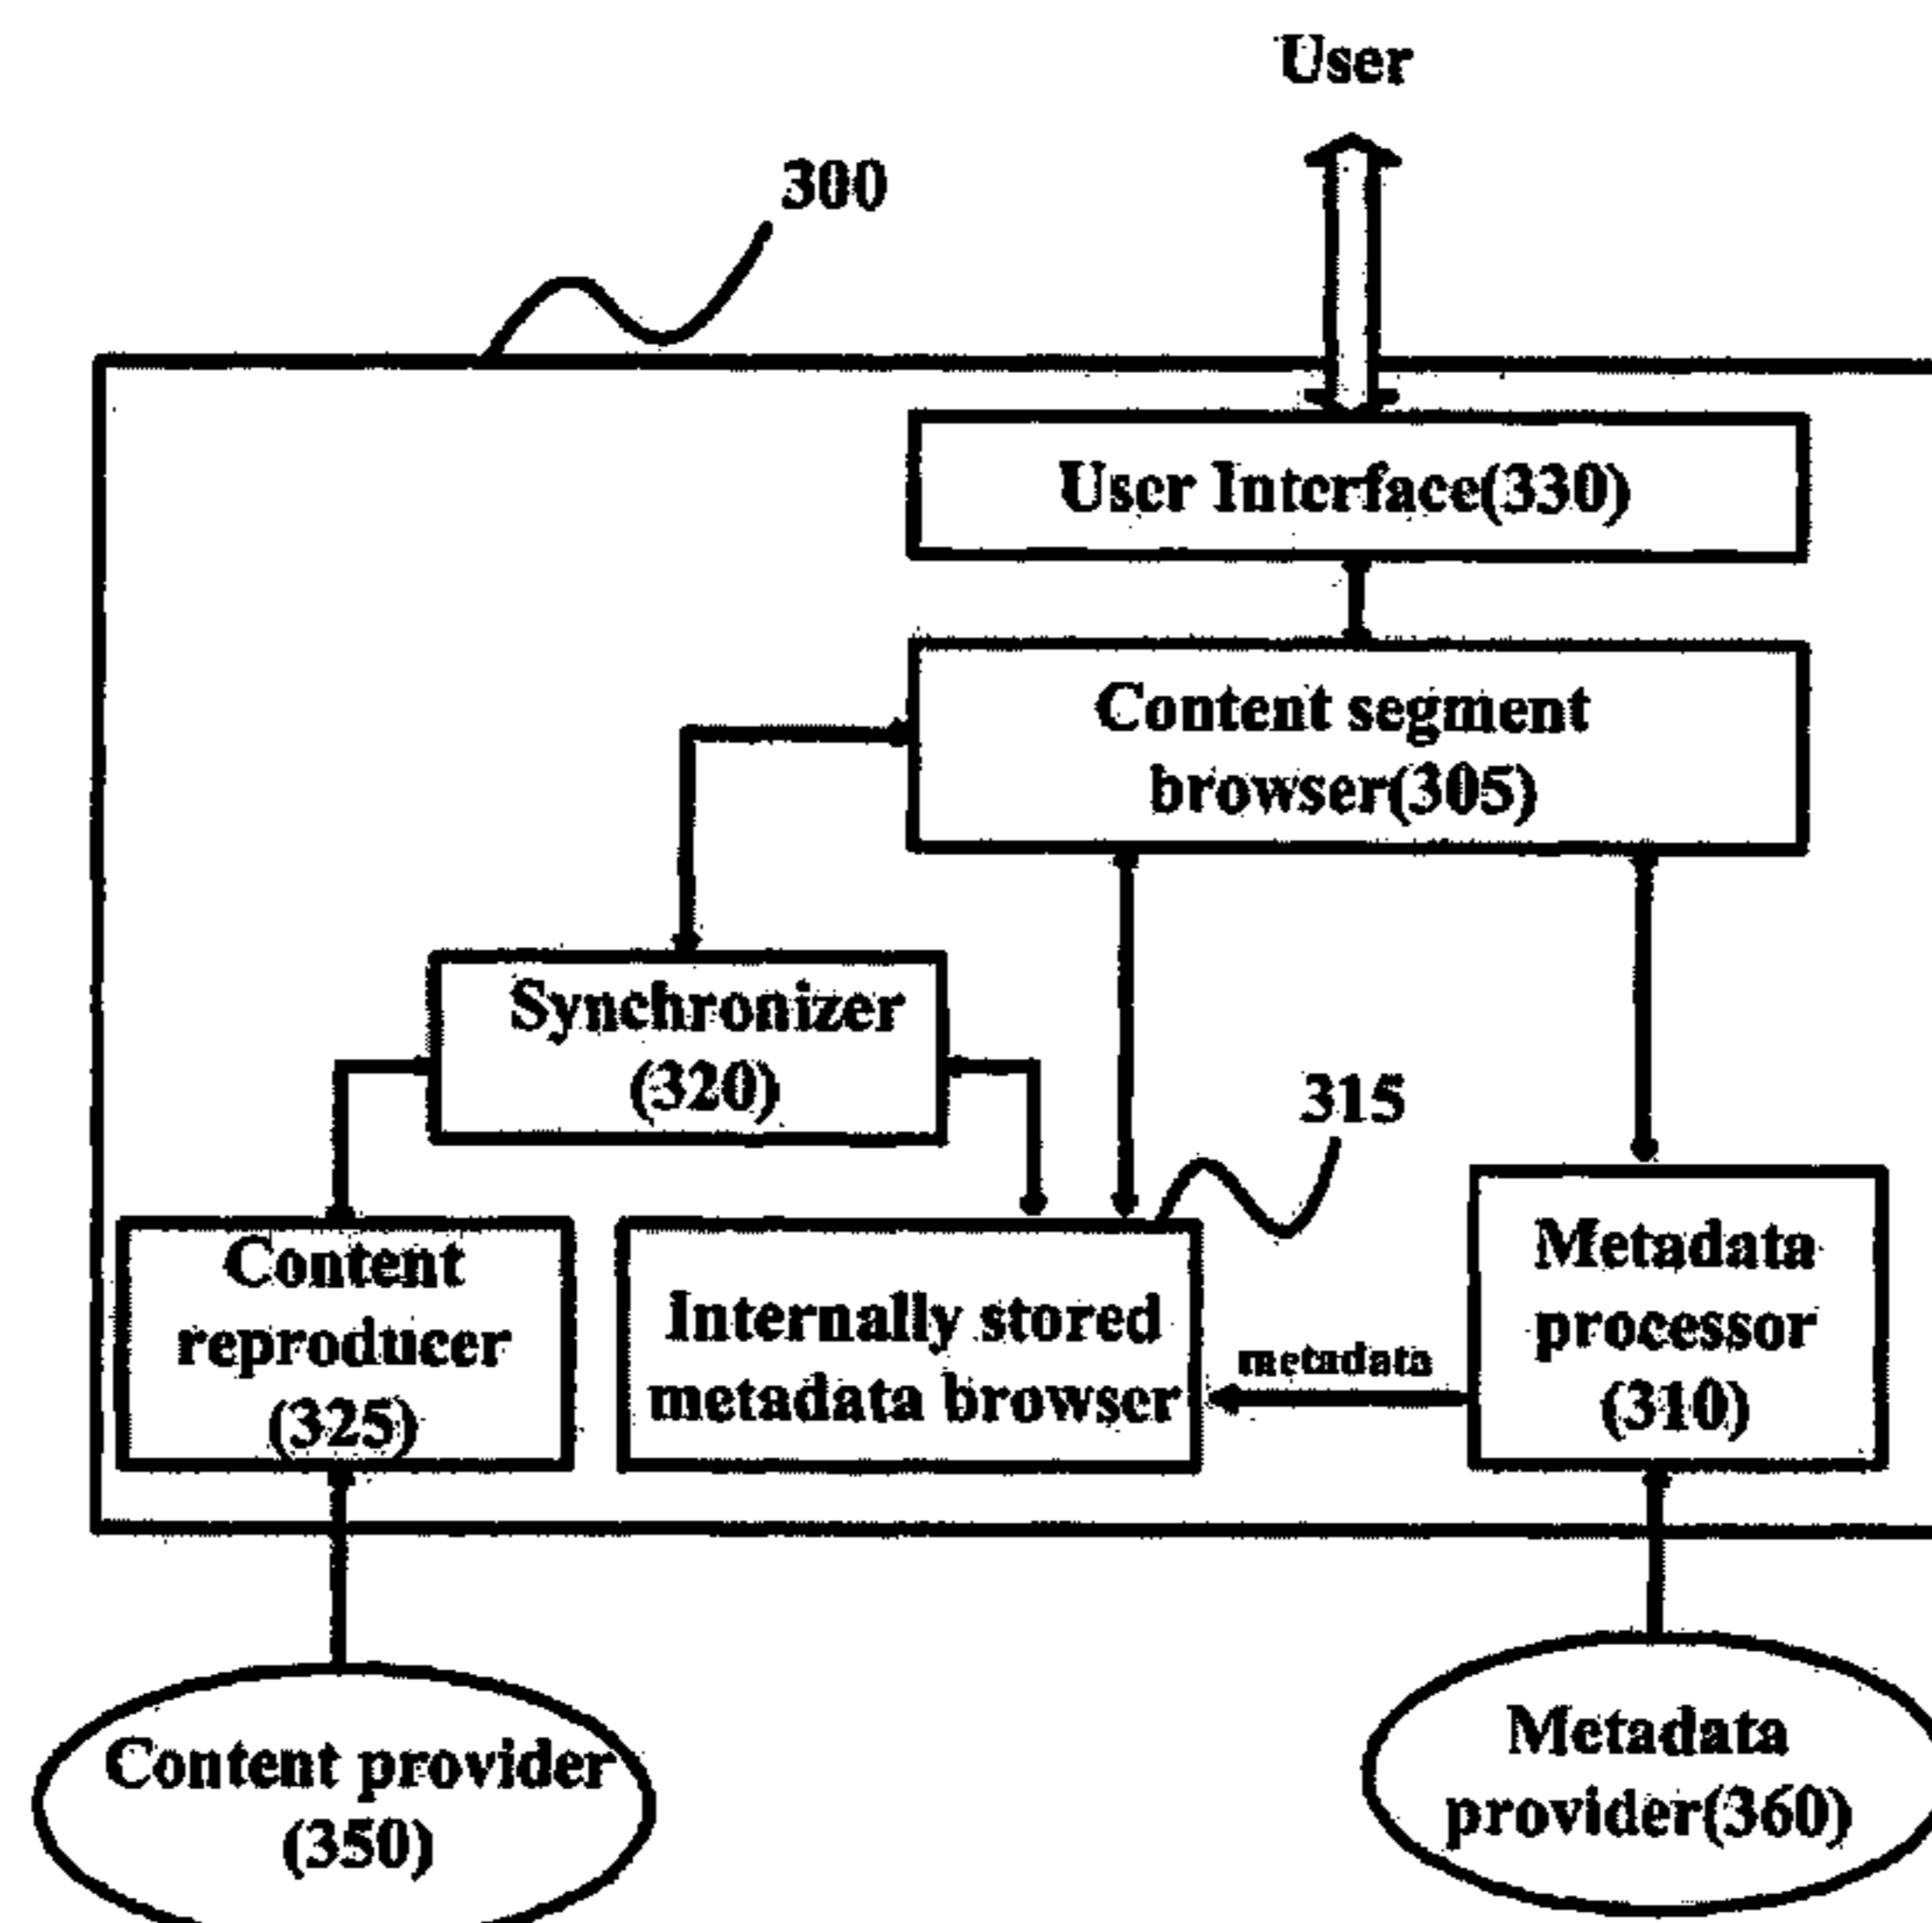 User
300
User Interface(330)
Content segment
browser(305)
Synchronizer
(320)
315
Content
reproducer
(325)
Internally stored
metadata browser
metadata
Metadata
processor
(310)
Content provider
(350)
Metadata
provider(360)